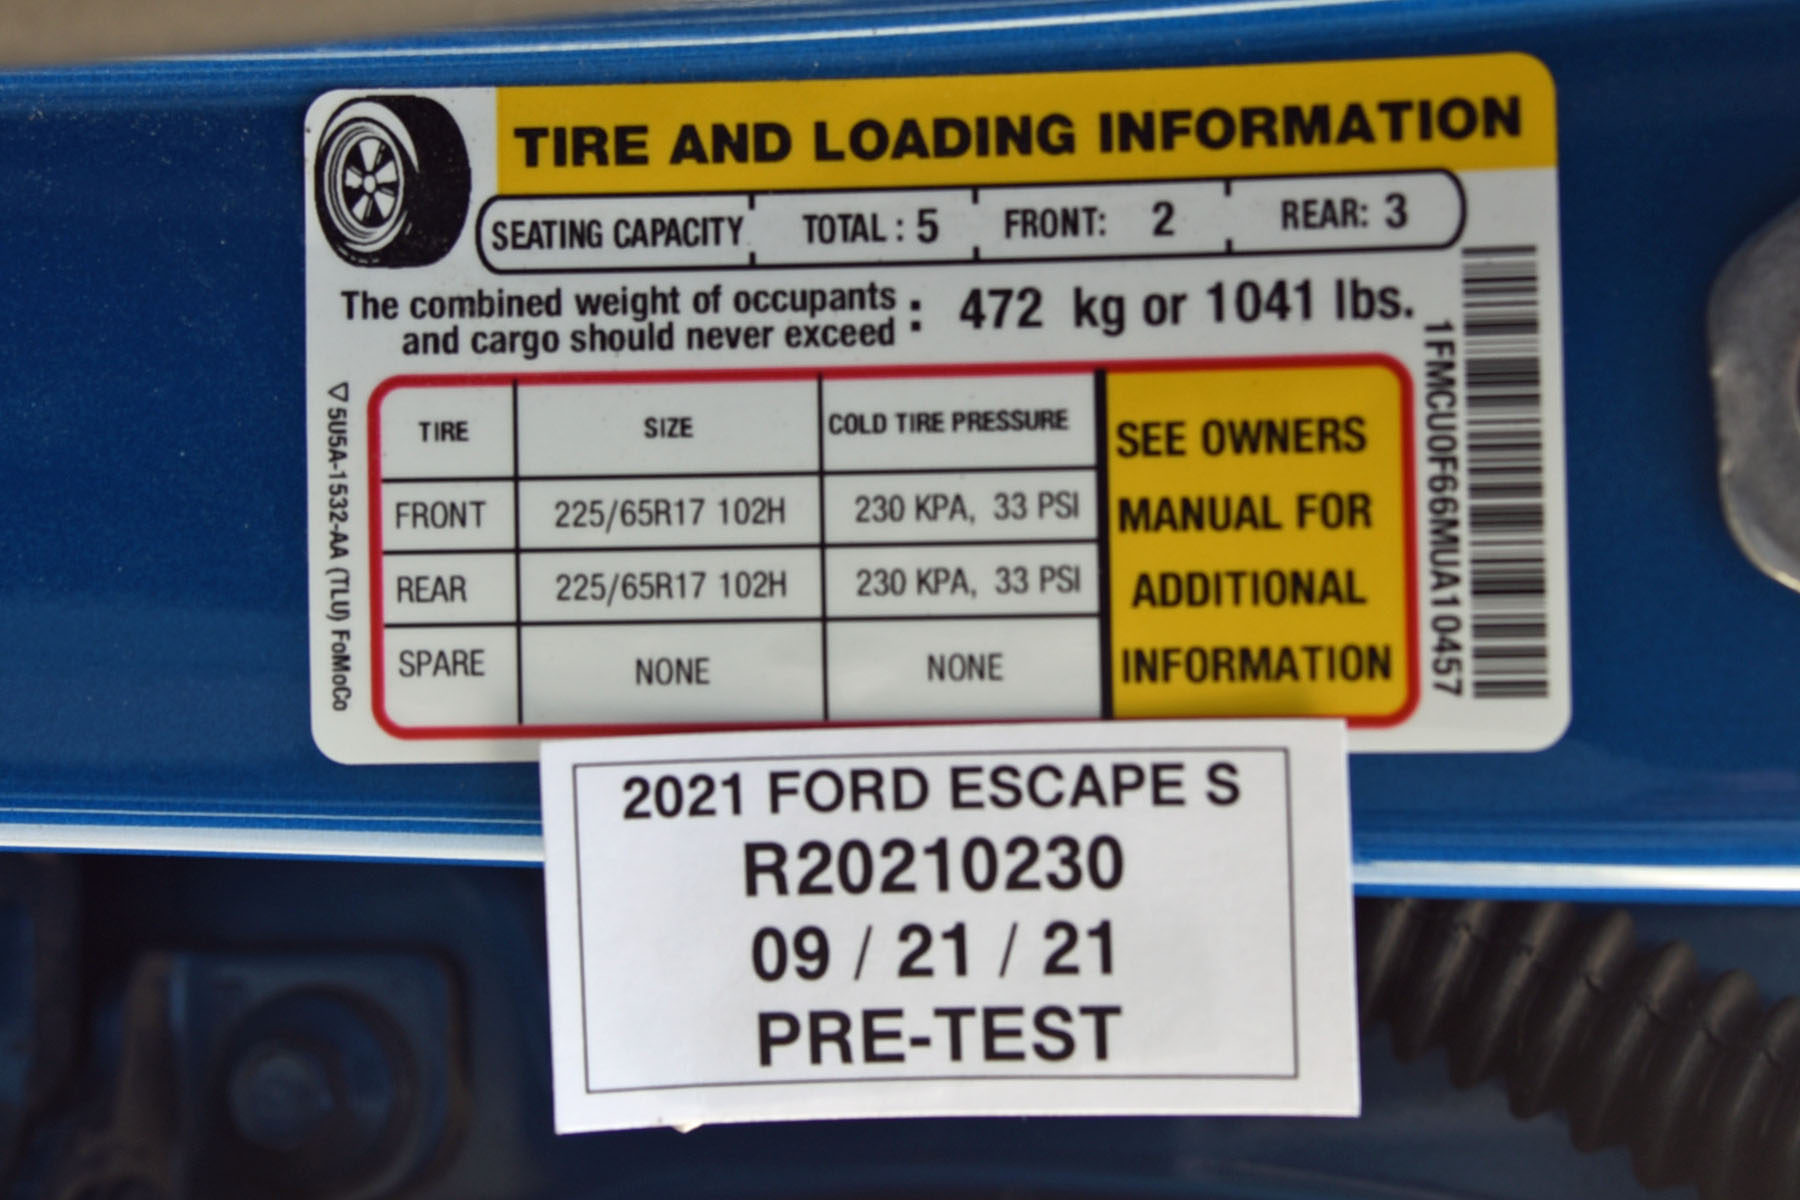 TIRE AND LOADING INFORMATION
SEATING CAPACITY TOTAL : 5 FRONT: 2 REAR: 3
The combined weight of occupants
and cargo should never exceed : 472 kg or 1041 lbs.
TIRE SIZE COLD TIRE PRESSURE
FRONT 225/65R17 102H 230 KPA, 33 PSI
REAR 225/65R17 102H 230 KPA, 33 PSI
SPARE NONE NONE
SEE OWNERS
MANUAL FOR
ADDITIONAL
INFORMATION
5U5A-1532-AA (TLU) FoMoCo
1FMCU0F66MUA10457
2021 FORD ESCAPE S
R20210230
09 / 21 / 21
PRE-TEST